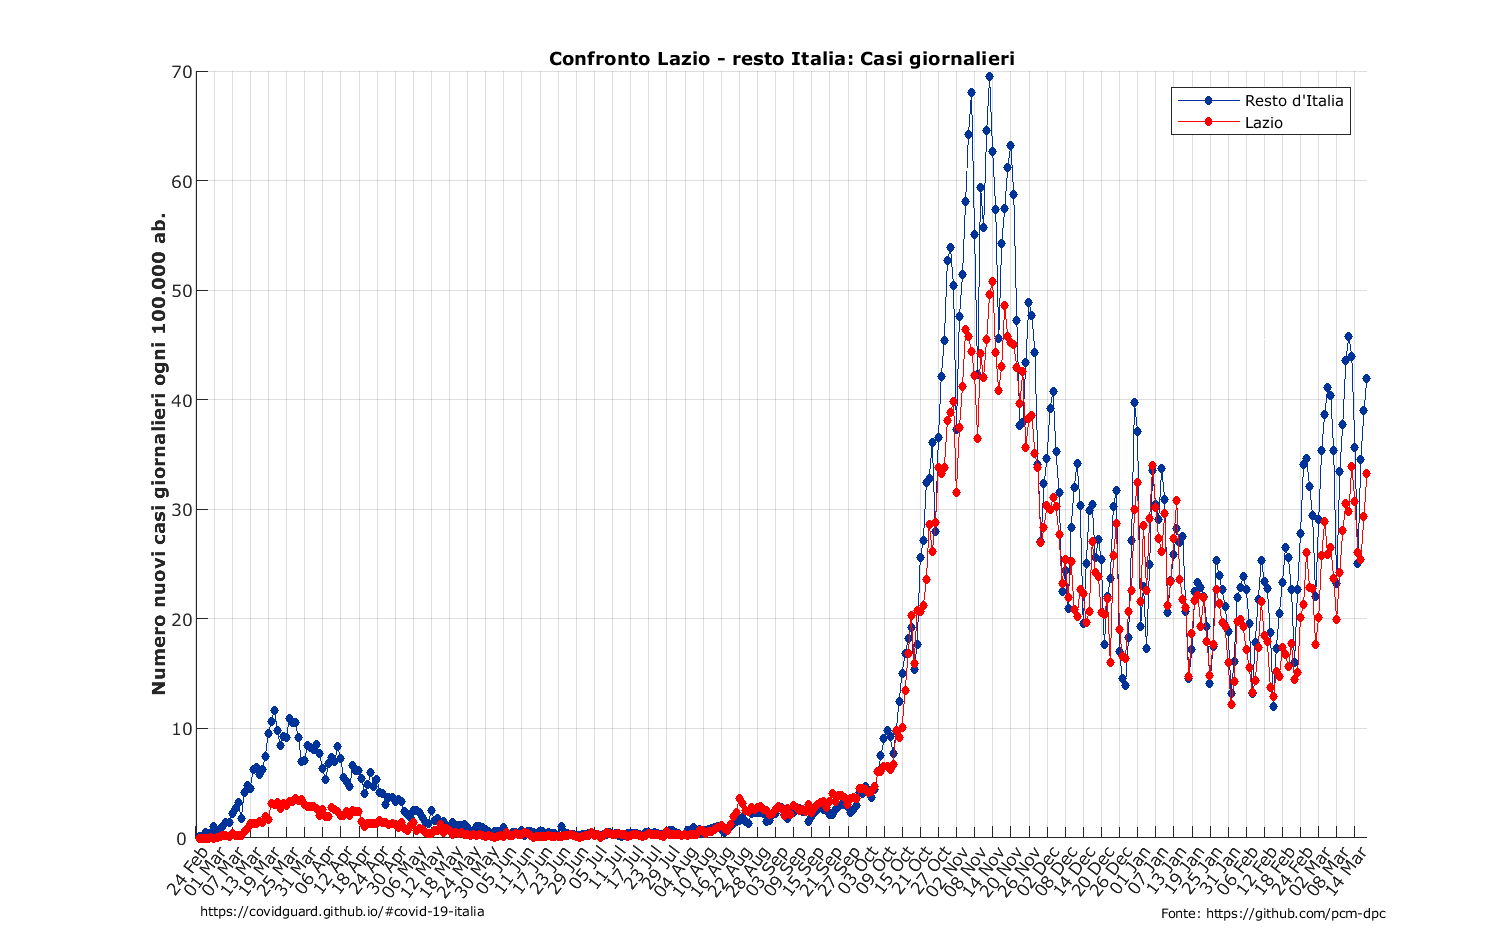 Confronto Lazio - resto Italia: Casi giornalieri
Numero nuovi casi giornalieri ogni 100.000 ab.
70
60
50
40
30
20
10
0
Resto d'Italia
Lazio
24 Feb
01 Mar
07 Mar
13 Mar
19 Mar
25 Mar
31 Mar
06 Apr
12 Apr
18 Apr
24 Apr
30 Apr
06 May
12 May
18 May
24 May
30 May
05 Jun
11 Jun
17 Jun
23 Jun
29 Jun
05 Jul
11 Jul
17 Jul
23 Jul
29 Jul
04 Aug
10 Aug
16 Aug
22 Aug
28 Aug
03 Sep
09 Sep
15 Sep
21 Sep
27 Sep
03 Oct
09 Oct
15 Oct
21 Oct
27 Oct
02 Nov
08 Nov
14 Nov
20 Nov
26 Nov
02 Dec
08 Dec
14 Dec
20 Dec
26 Dec
01 Jan
07 Jan
13 Jan
19 Jan
25 Jan
31 Jan
06 Feb
12 Feb
18 Feb
24 Feb
02 Mar
08 Mar
14 Mar
https://covidguard.github.io/#covid-19-italia
Fonte: https://github.com/pcm-dpc